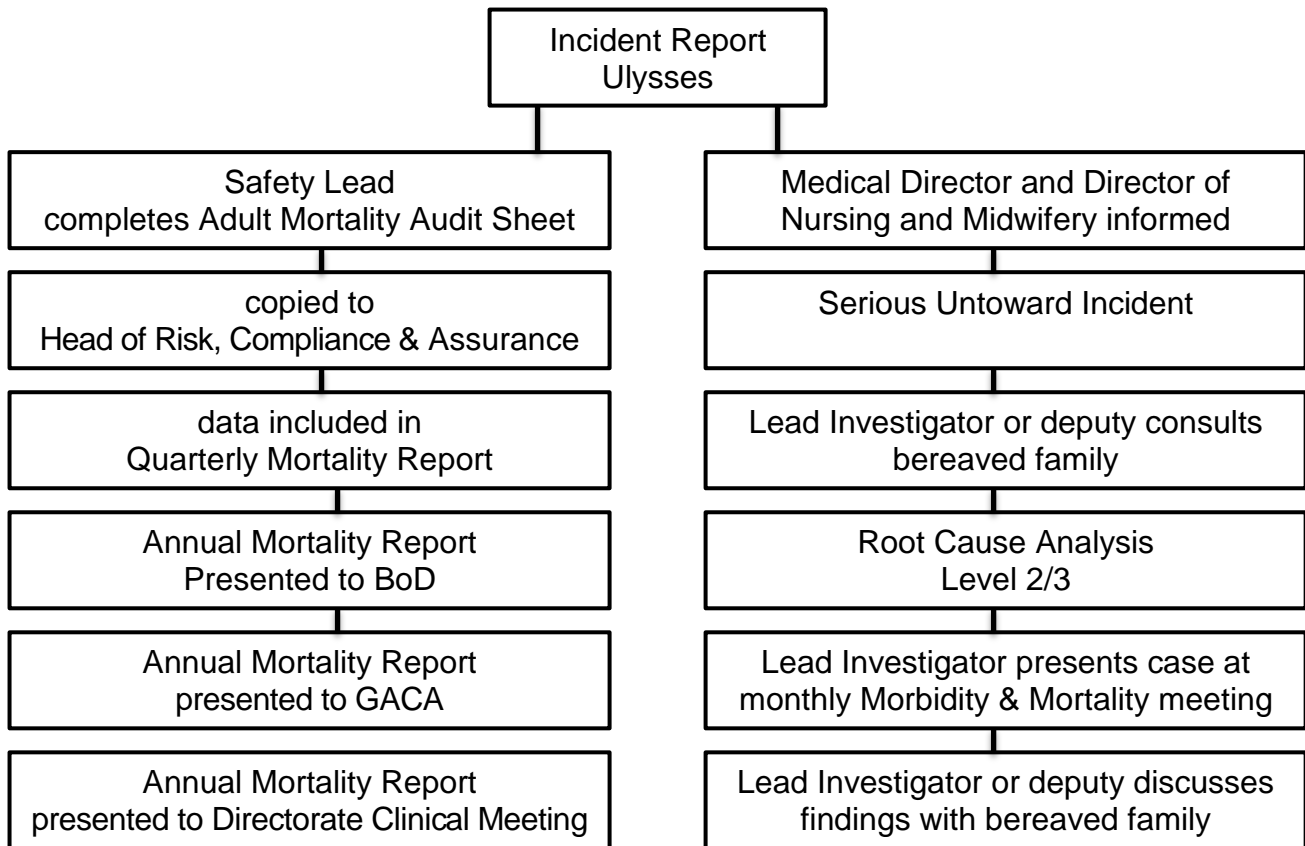 Incident Report
Ulysses
Safety Lead
completes Adult Mortality Audit Sheet
Medical Director and Director of
Nursing and Midwifery informed
copied to
Head of Risk, Compliance & Assurance
Serious Untoward Incident
data included in
Quarterly Mortality Report
Lead Investigator or deputy consults
bereaved family
Annual Mortality Report
Presented to BoD
Root Cause Analysis
Level 2/3
Annual Mortality Report
presented to GACA
Lead Investigator presents case at
monthly Morbidity & Mortality meeting
Annual Mortality Report
presented to Directorate Clinical Meeting
Lead Investigator or deputy discusses
findings with bereaved family